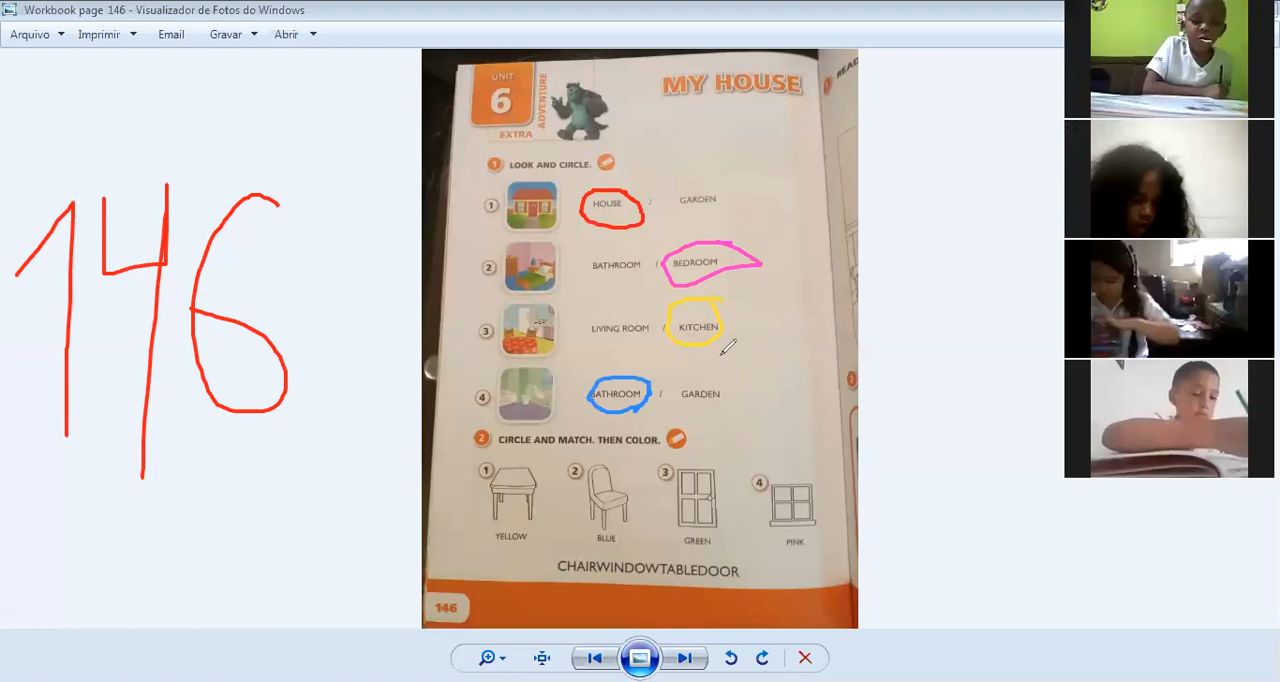 Workbook page 146 - Visualizador de Fotos do Windows
Arquivo Imprimir Email Gravar Abrir
146
UNIT
6
EXTRA
ADVENTURE
MY HOUSE
1 LOOK AND CIRCLE.
1 HOUSE / GARDEN
2 BATHROOM / BEDROOM
3 LIVING ROOM / KITCHEN
4 BATHROOM / GARDEN
2 CIRCLE AND MATCH. THEN COLOR.
1 2 3 4
YELLOW BLUE GREEN PINK
CHAIRWINDOWTABLEDOOR
146